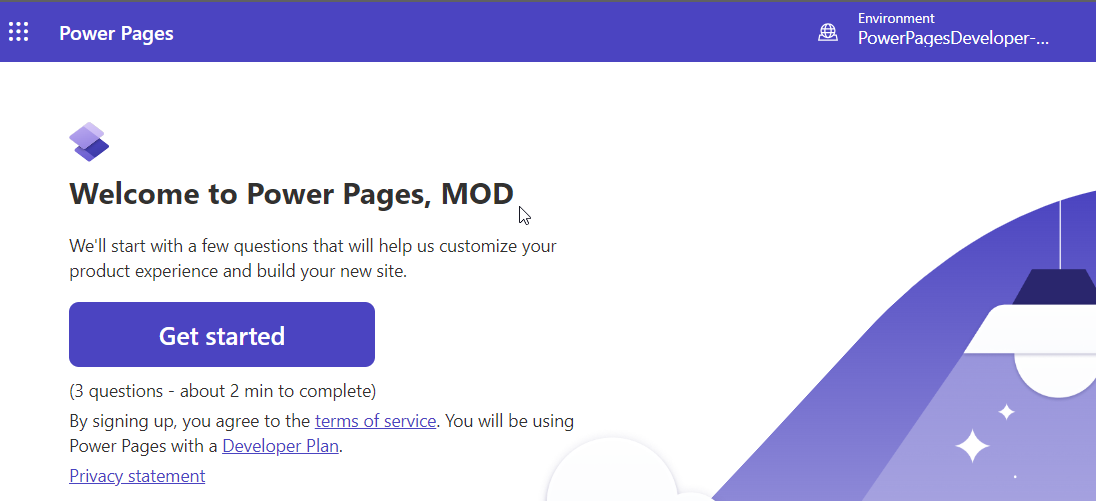 Power Pages
Environment
PowerPagesDeveloper-...
Welcome to Power Pages, MOD
We'll start with a few questions that will help us customize your
product experience and build your new site.
Get started
(3 questions - about 2 min to complete)
By signing up, you agree to the terms of service. You will be using
Power Pages with a Developer Plan.
Privacy statement